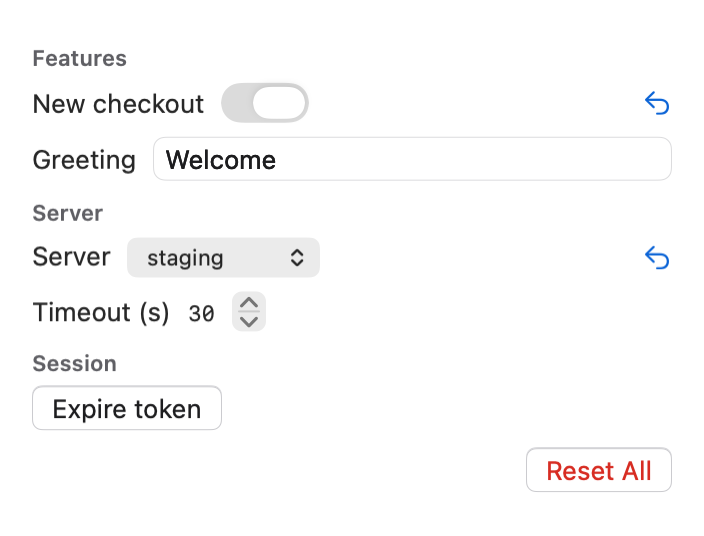 Features
New checkout
Greeting Welcome
Server
Server staging
Timeout (s) 30
Session
Expire token
Reset All